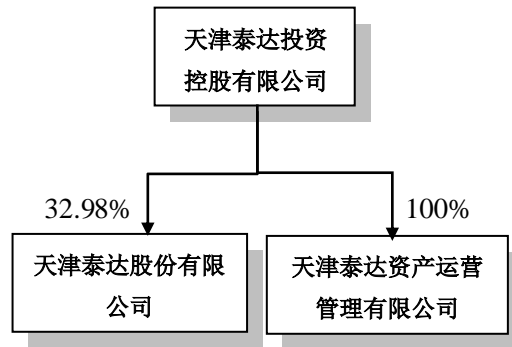 天津泰达投资
控股有限公司
32.98%
100%
天津泰达股份有限
公司
天津泰达资产运营
管理有限公司